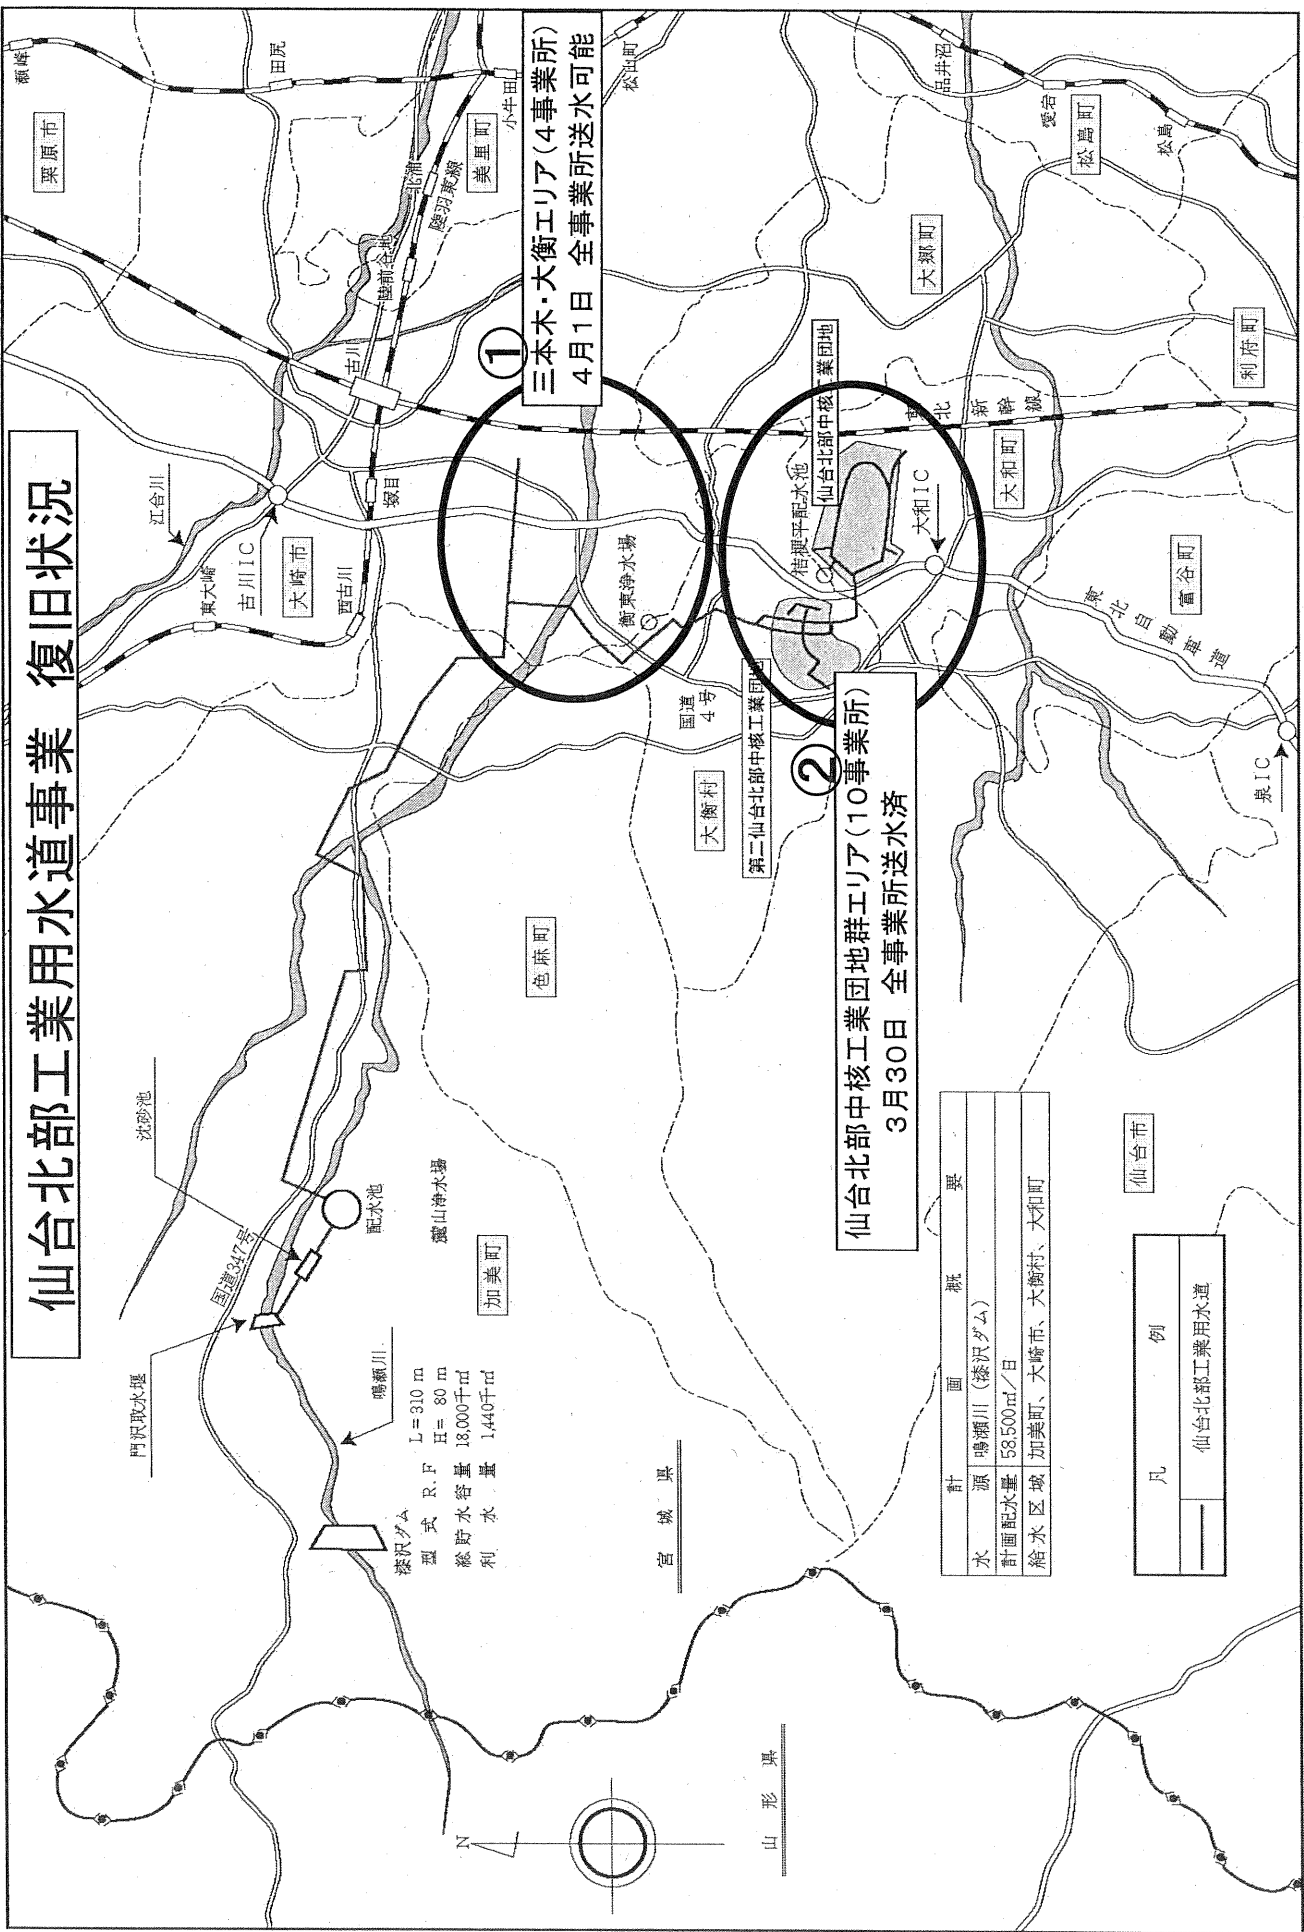 仙台北部工業用水道事業 復旧状況
①
三本木・大衡エリア(4事業所)
4月1日 全事業所送水可能
②
仙台北部中核工業団地群エリア(10事業所)
3月30日 全事業所送水済
門沢取水堰
沈砂池
国道347号
配水池
麓山浄水場
鳴瀬川
漆沢ダム
型 式 R.F L=310 m
H= 80 m
総貯水容量 18,000千㎥
利 水 量 1,440千㎥
加美町
色麻町
大衡村
江合川
東大崎
古川IC
大崎市
西古川
塚目
古川
陸前谷地
北浦
陸羽東線
美里町
小牛田
田尻
瀬峰
栗原市
松山町
品井沼
愛宕
松島町
松島
大郷町
利府町
衡東浄水場
国道
4号
第二仙台北部中核工業団地
桔梗平配水池
仙台北部中核工業団地
東北新幹線
大和IC
大和町
富谷町
東北自動車道
泉IC
仙台市
宮城県
山形県
N
計画概要
水源 鳴瀬川(漆沢ダム)
計画配水量 58,500㎥/日
給水区域 加美町、大崎市、大衡村、大和町
凡例
仙台北部工業用水道